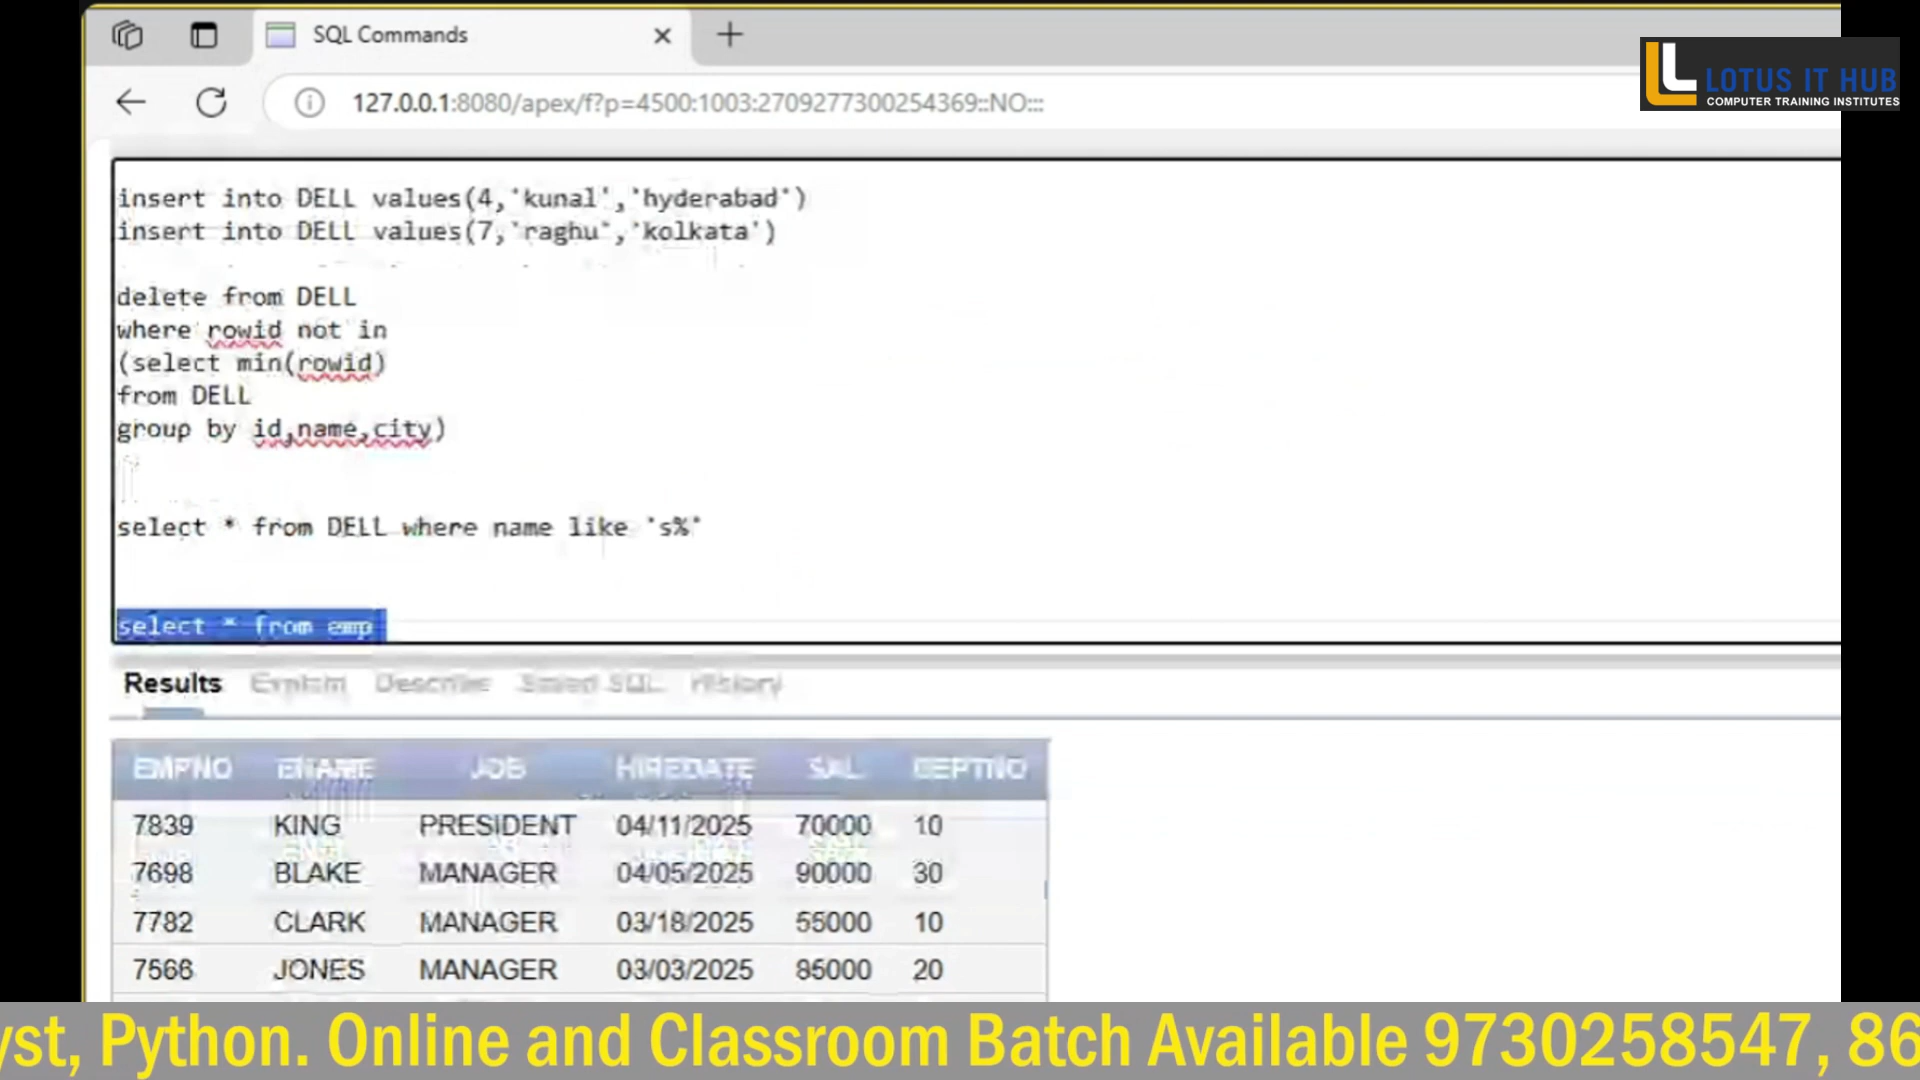 SQL Commands
127.0.0.1:8080/apex/f?p=4500:1003:2709277300254369::NO:::
LOTUS IT HUB
COMPUTER TRAINING INSTITUTES
insert into DELL values(4,'kunal','hyderabad')
insert into DELL values(7,'raghu','kolkata')
delete from DELL
where rowid not in
(select min(rowid)
from DELL
group by id,name,city)
select * from DELL where name like 's%'
select * from emp
Results Explain Describe Saved SQL History
EMPNO ENAME JOB HIREDATE SAL DEPTNO
7839 KING PRESIDENT 04/11/2025 70000 10
7698 BLAKE MANAGER 04/05/2025 90000 30
7782 CLARK MANAGER 03/18/2025 55000 10
7566 JONES MANAGER 03/03/2025 85000 20
yst, Python. Online and Classroom Batch Available 9730258547, 86